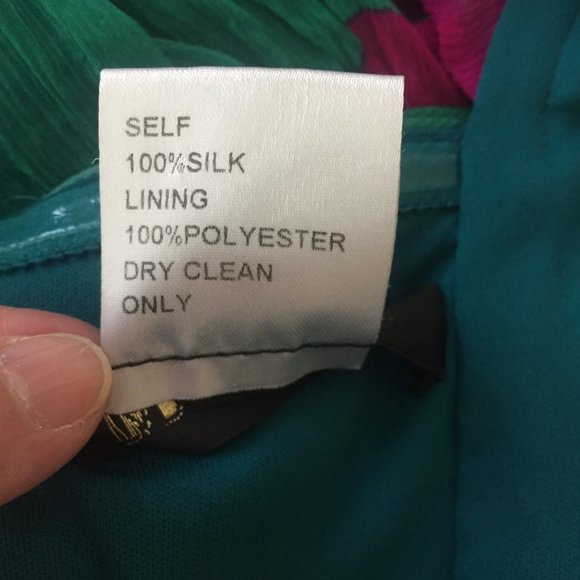 SELF
100%SILK
LINING
100%POLYESTER
DRY CLEAN
ONLY